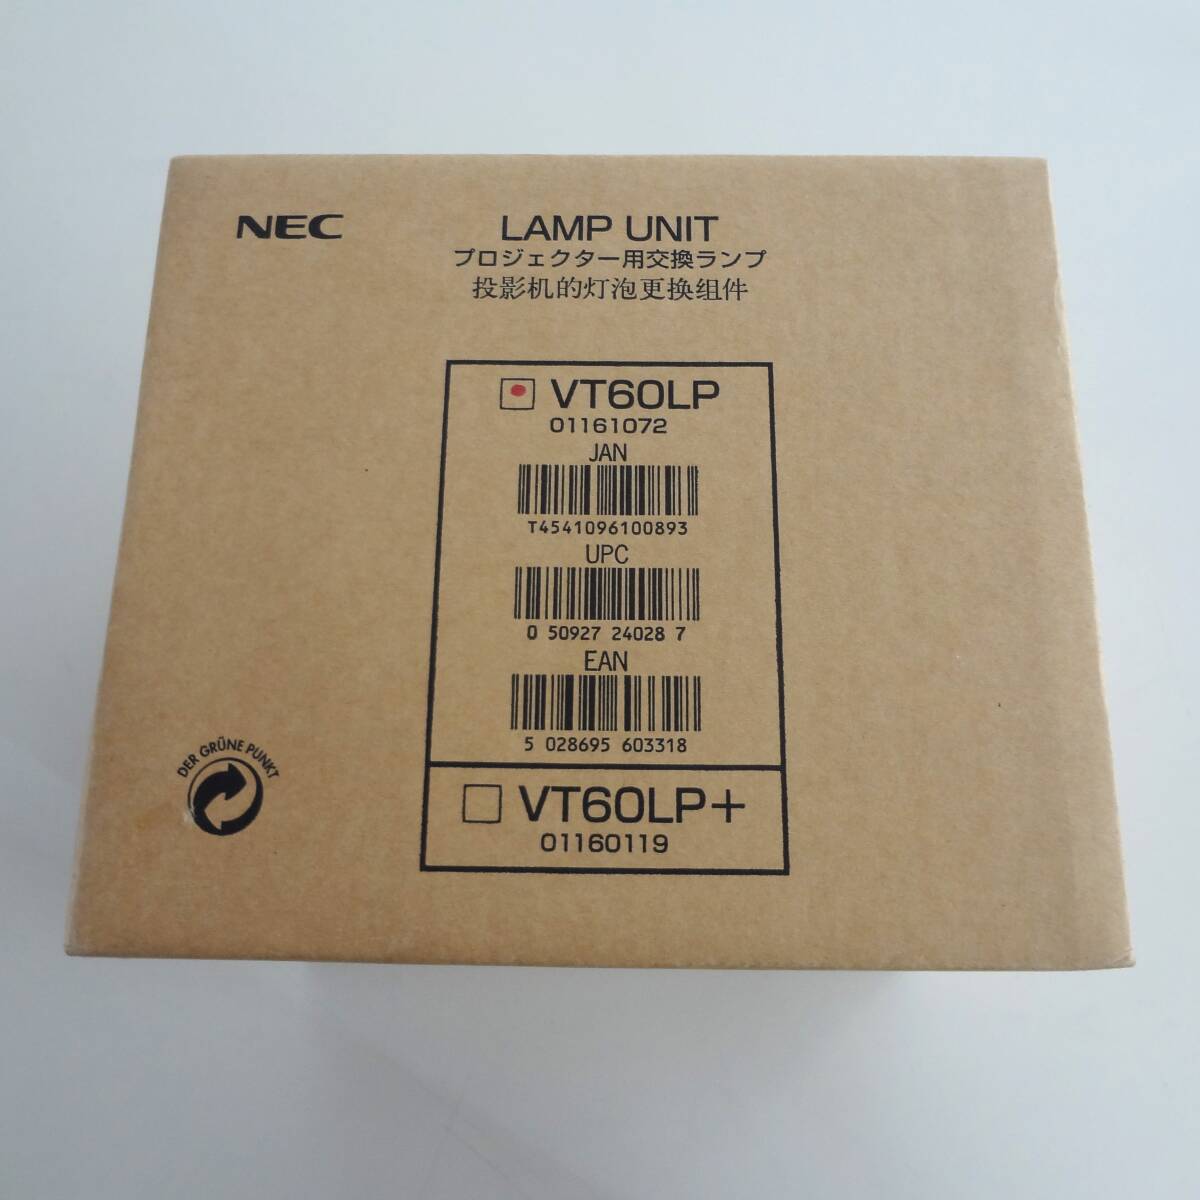 NEC
LAMP UNIT
プロジェクター用交換ランプ
投影机的灯泡更换组件
VT60LP
01161072
JAN
T4541096100893
UPC
0 50927 24028 7
EAN
5 028695 603318
VT60LP+
01160119
DER GRÜNE PUNKT